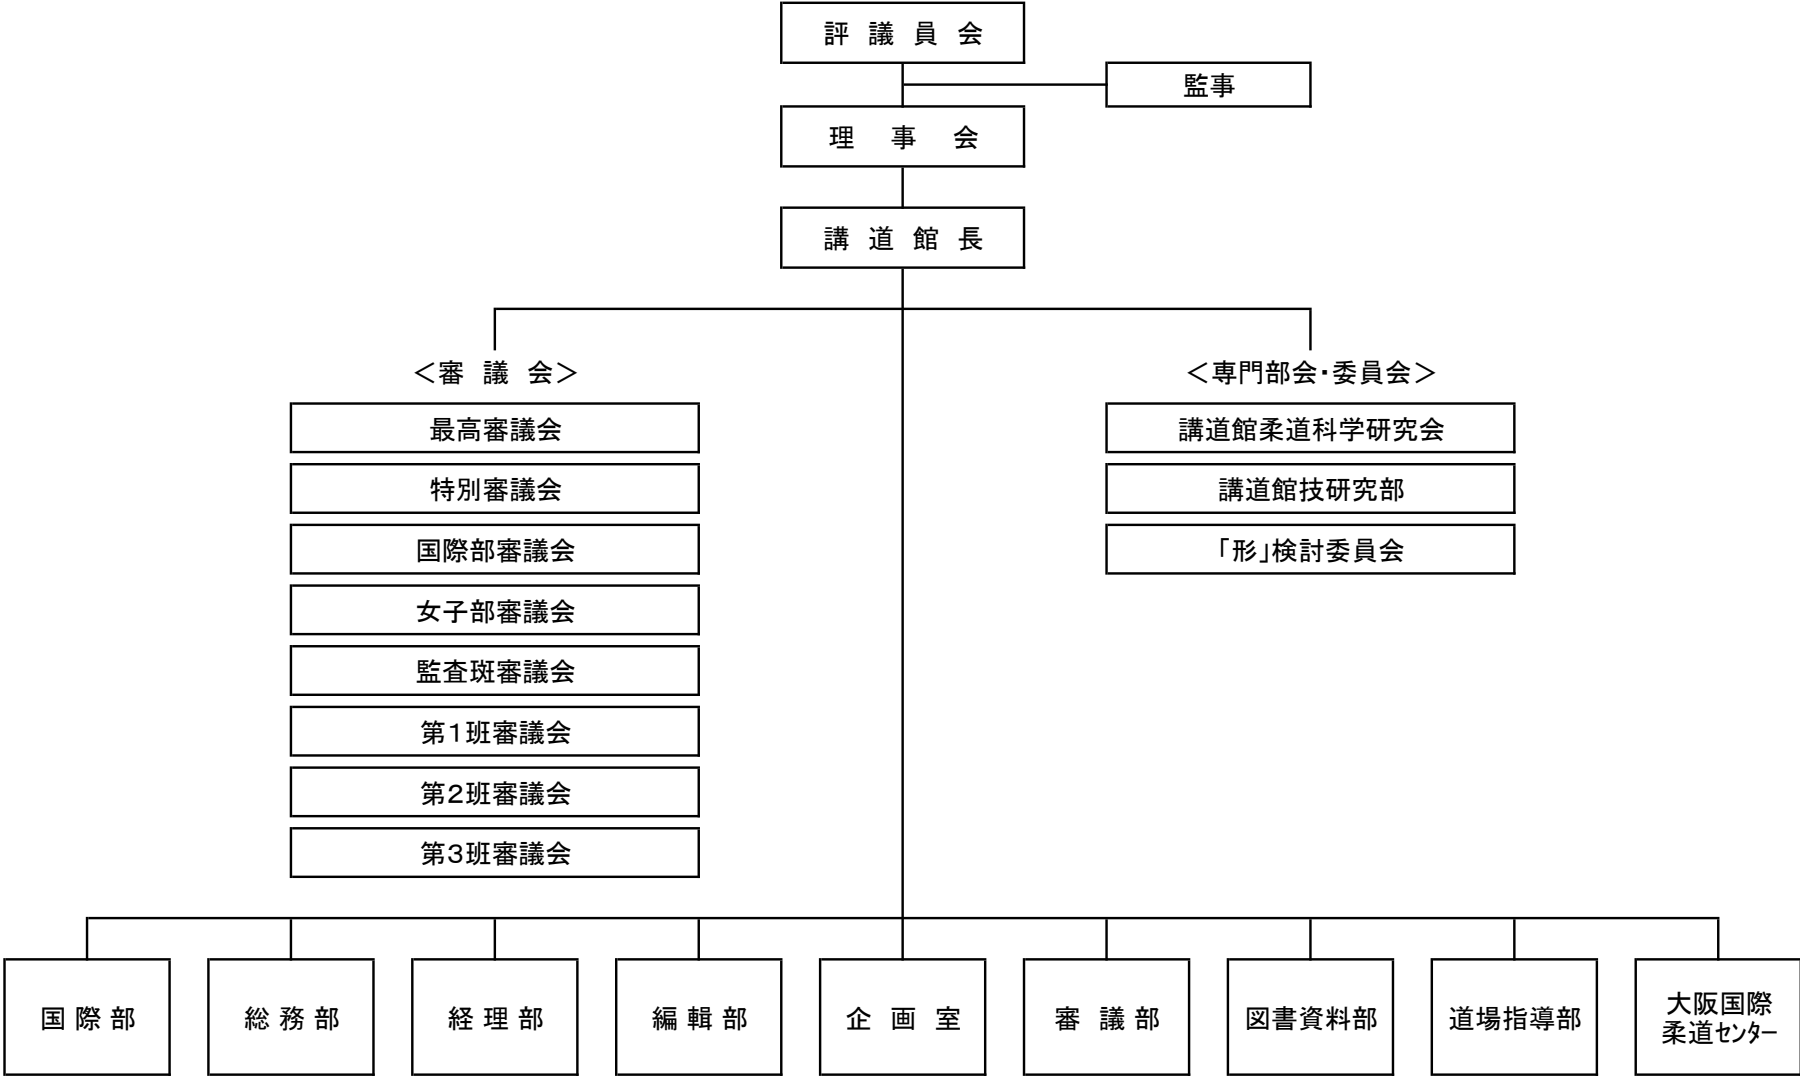 評議員会
監事
理事会
講道館長
＜審議会＞
＜専門部会・委員会＞
最高審議会
講道館柔道科学研究会
特別審議会
講道館技研究部
国際部審議会
「形」検討委員会
女子部審議会
監査斑審議会
第1班審議会
第2班審議会
第3班審議会
国際部
総務部
経理部
編輯部
企画室
審議部
図書資料部
道場指導部
大阪国際
柔道センター